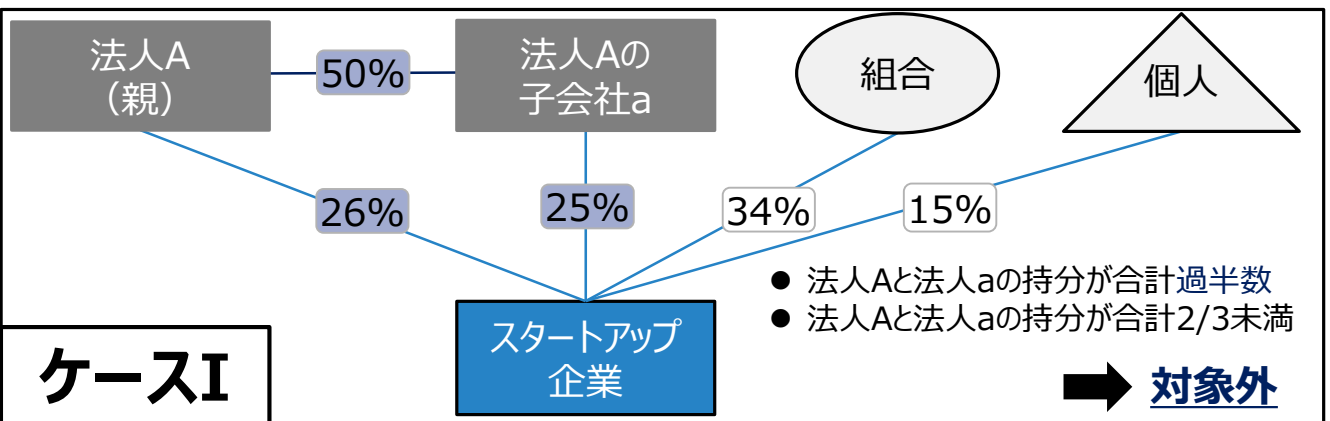 法人A
（親）
50%
法人Aの
子会社a
組合
個人
26%
25%
34%
15%
● 法人Aと法人aの持分が合計過半数
● 法人Aと法人aの持分が合計2/3未満
スタートアップ
企業
ケースI
対象外